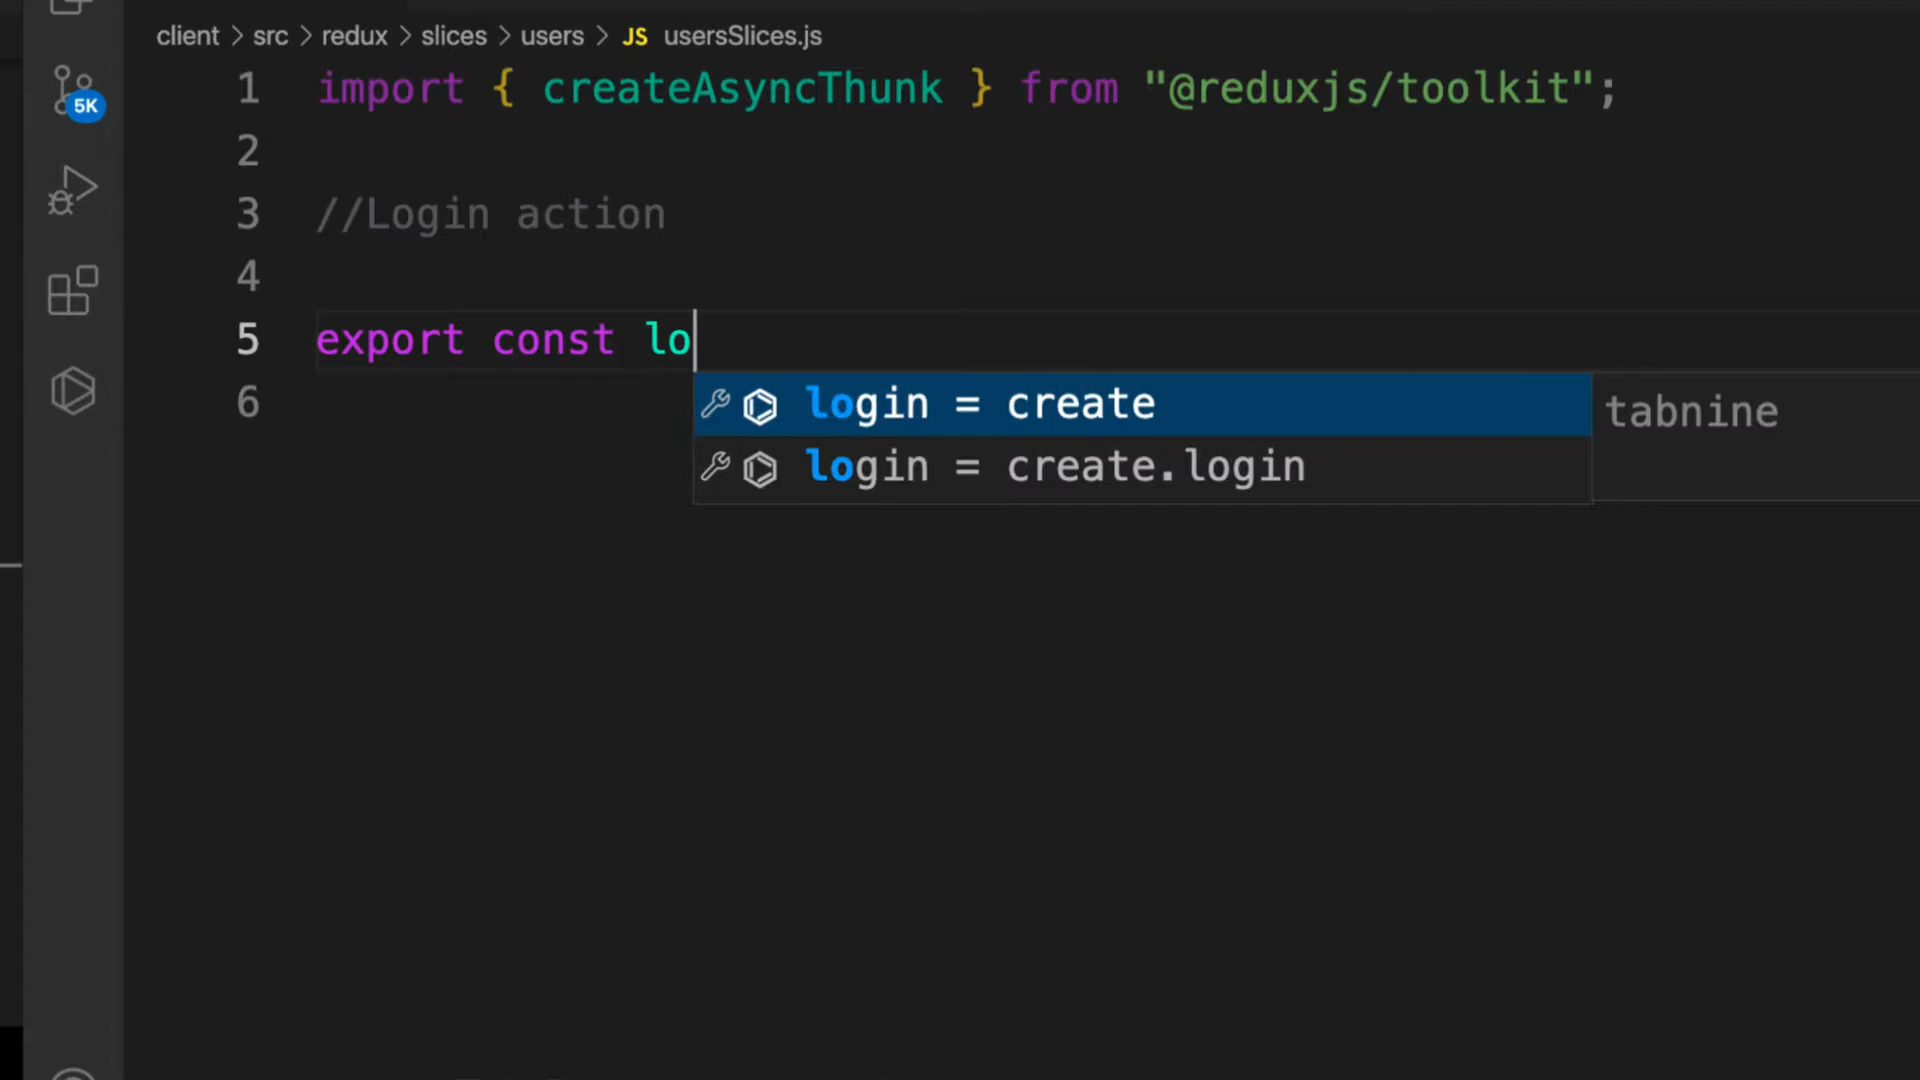 client > src > redux > slices > users > JS usersSlices.js
1 import { createAsyncThunk } from "@reduxjs/toolkit";
5K
2
3 //Login action
4
5 export const lo
6
login = create tabnine
login = create.login